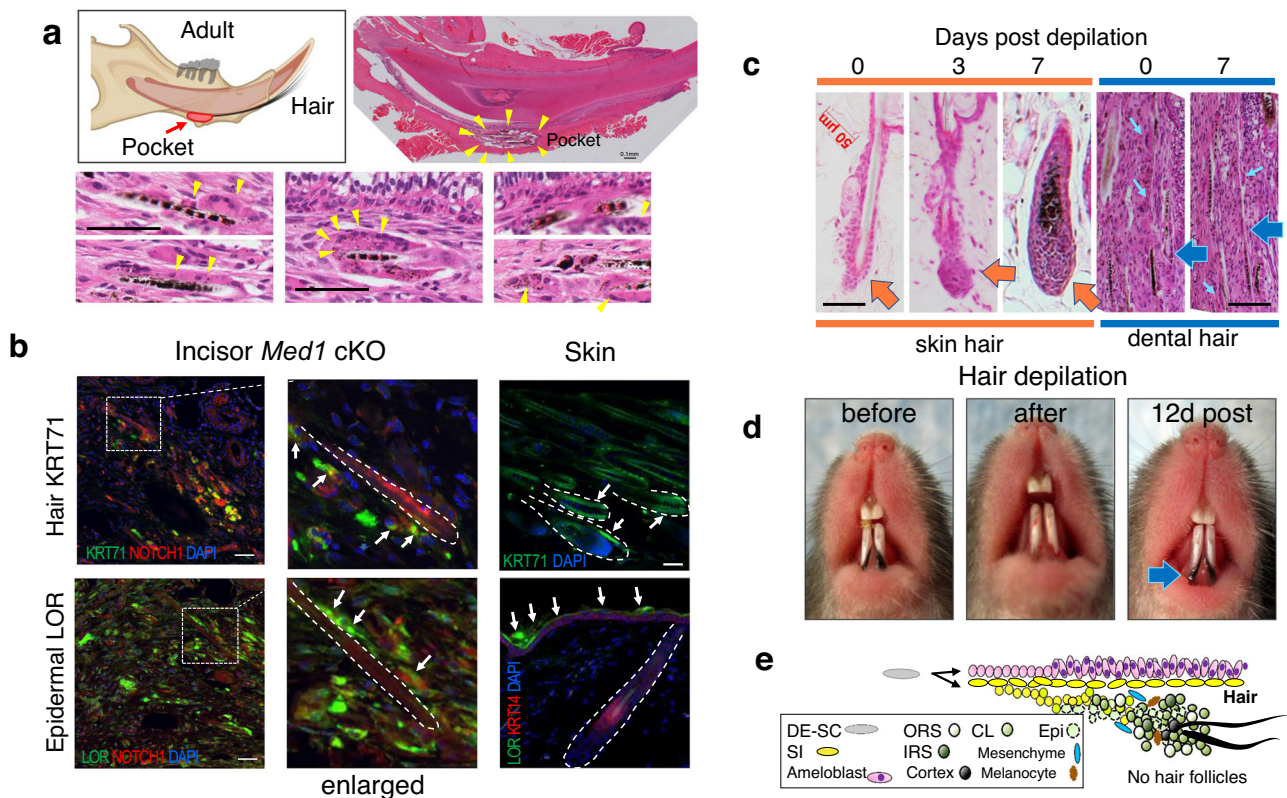 a
Adult
Hair
Pocket
Pocket
0.1mm
b
Incisor Med1 cKO
Skin
Hair KRT71
KRT71 NOTCH1 DAPI
KRT71 DAPI
Epidermal LOR
LOR NOTCH1 DAPI
LOR KRT14 DAPI
enlarged
c
Days post depilation
0 3 7 0 7
50 µm
skin hair
dental hair
d
Hair depilation
before
after
12d post
e
Hair
DE-SC ORS CL Epi
SI IRS Mesenchyme
Ameloblast Cortex Melanocyte
No hair follicles